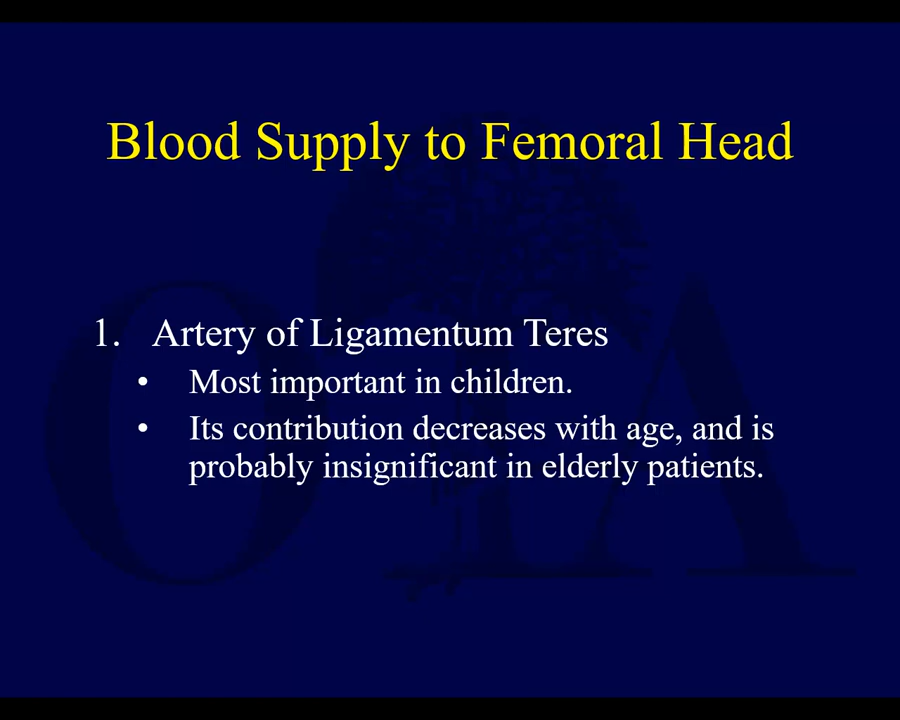 Blood Supply to Femoral Head
1. Artery of Ligamentum Teres
• Most important in children.
• Its contribution decreases with age, and is
probably insignificant in elderly patients.
OTA